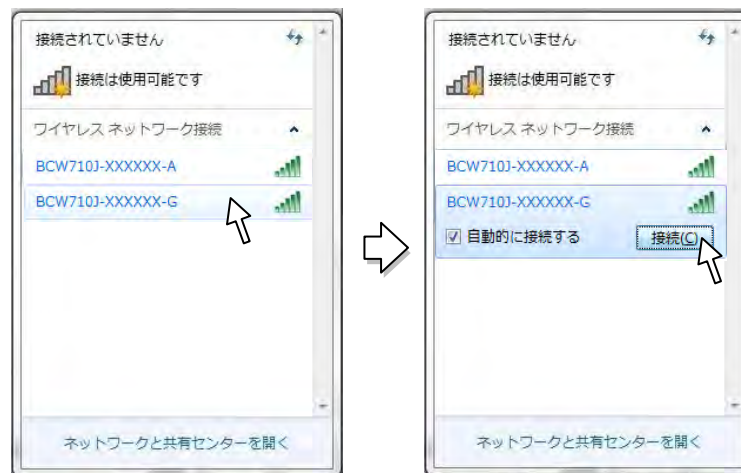 接続されていません
接続は使用可能です
ワイヤレス ネットワーク接続
BCW710J-XXXXXX-A
BCW710J-XXXXXX-G
ネットワークと共有センターを開く
接続されていません
接続は使用可能です
ワイヤレス ネットワーク接続
BCW710J-XXXXXX-A
BCW710J-XXXXXX-G
自動的に接続する 接続(C)
ネットワークと共有センターを開く